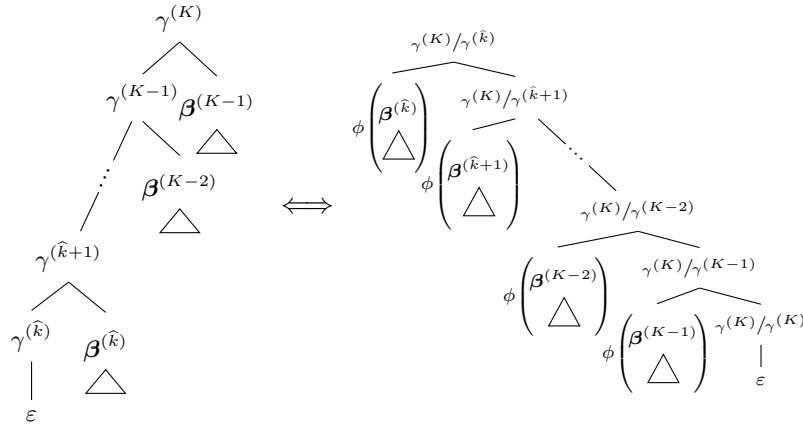 γ^(K)
γ^(K−1) β^(K−1)
⋰ β^(K−2)
γ^(k̂+1)
γ^(k̂) β^(k̂)
ε
⟺
γ^(K)/γ^(k̂)
ϕ(β^(k̂)) γ^(K)/γ^(k̂+1)
ϕ(β^(k̂+1)) ⋱
γ^(K)/γ^(K−2)
ϕ(β^(K−2)) γ^(K)/γ^(K−1)
ϕ(β^(K−1)) γ^(K)/γ^(K)
ε